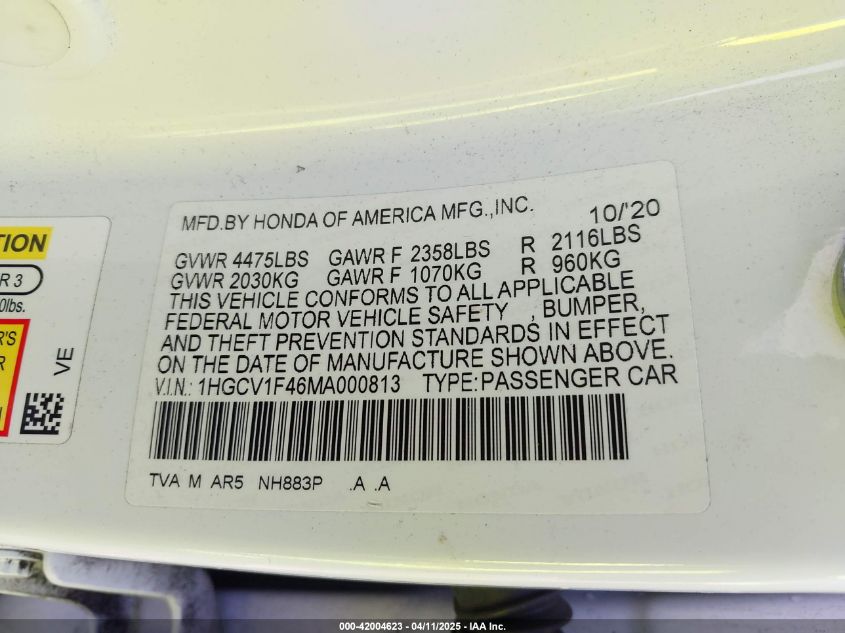 MFD.BY HONDA OF AMERICA MFG.,INC. 10/'20
GVWR 4475LBS GAWR F 2358LBS R 2116LBS
GVWR 2030KG GAWR F 1070KG R 960KG
THIS VEHICLE CONFORMS TO ALL APPLICABLE
FEDERAL MOTOR VEHICLE SAFETY , BUMPER,
AND THEFT PREVENTION STANDARDS IN EFFECT
ON THE DATE OF MANUFACTURE SHOWN ABOVE.
V.I.N.: 1HGCV1F46MA000813 TYPE:PASSENGER CAR
TVA M AR5 NH883P .A .A
TION
R 3
0lbs.
R'S
R
VE
000-42004623 - 04/11/2025 - IAA Inc.